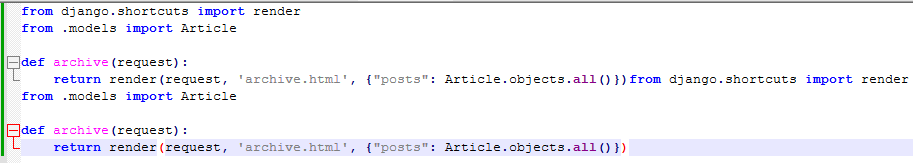 from django.shortcuts import render
from .models import Article

def archive(request):
    return render(request, 'archive.html', {"posts": Article.objects.all()})from django.shortcuts import render
from .models import Article

def archive(request):
    return render(request, 'archive.html', {"posts": Article.objects.all()})